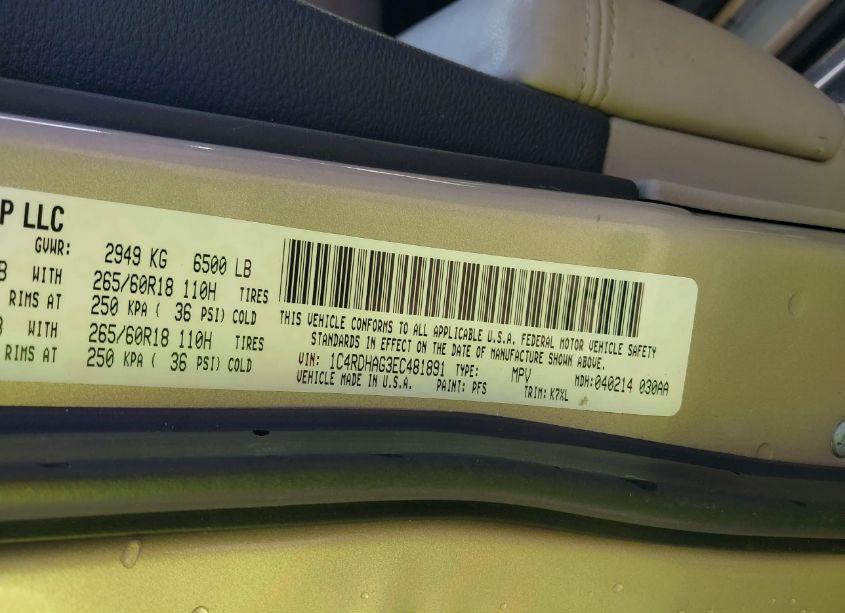 P LLC
GVWR: 2949 KG 6500 LB
B WITH 265/60R18 110H TIRES
RIMS AT 250 KPA ( 36 PSI) COLD
B WITH 265/60R18 110H TIRES
RIMS AT 250 KPA ( 36 PSI) COLD
THIS VEHICLE CONFORMS TO ALL APPLICABLE U.S.A. FEDERAL MOTOR VEHICLE SAFETY
STANDARDS IN EFFECT ON THE DATE OF MANUFACTURE SHOWN ABOVE.
VIN: 1C4RDHAG3EC481891 TYPE: MPV MDH: 040214 030AA
VEHICLE MADE IN U.S.A. PAINT: PFS TRIM: K7XL